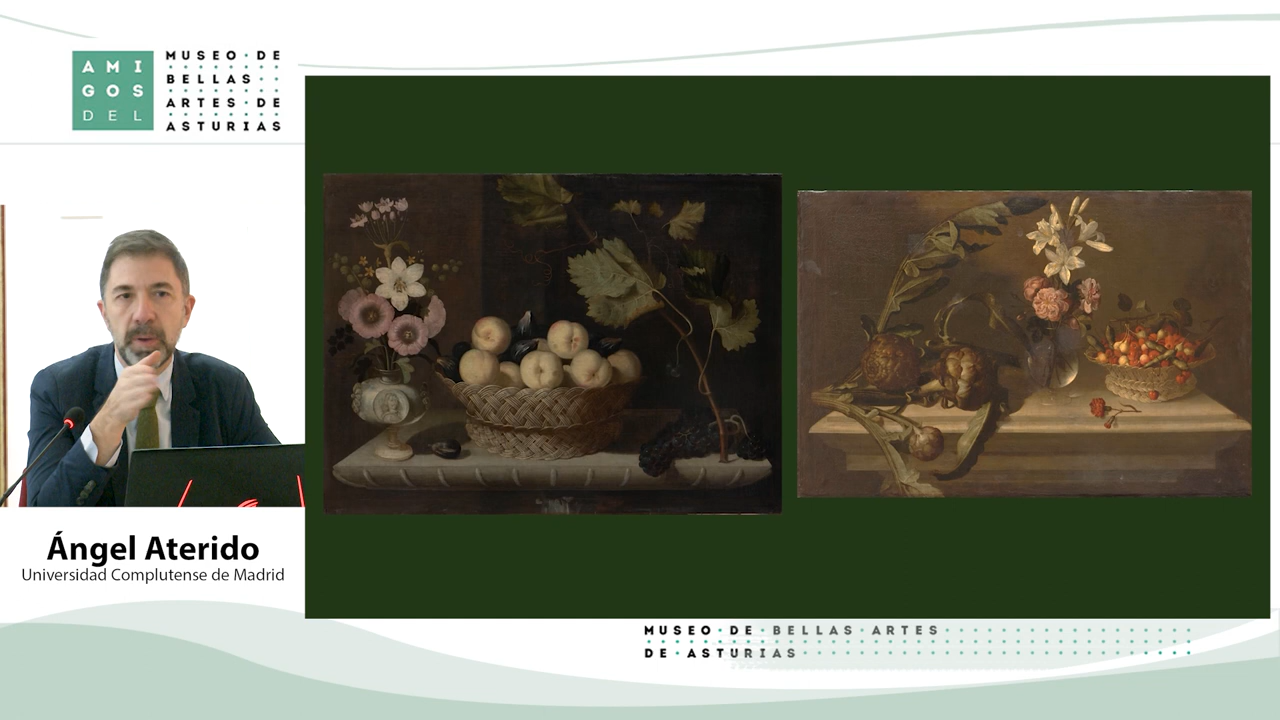 AMI
GOS
DEL
MUSEO DE
BELLAS
ARTES DE
ASTURIAS
Ángel Aterido
Universidad Complutense de Madrid
MUSEO DE BELLAS ARTES
DE ASTURIAS